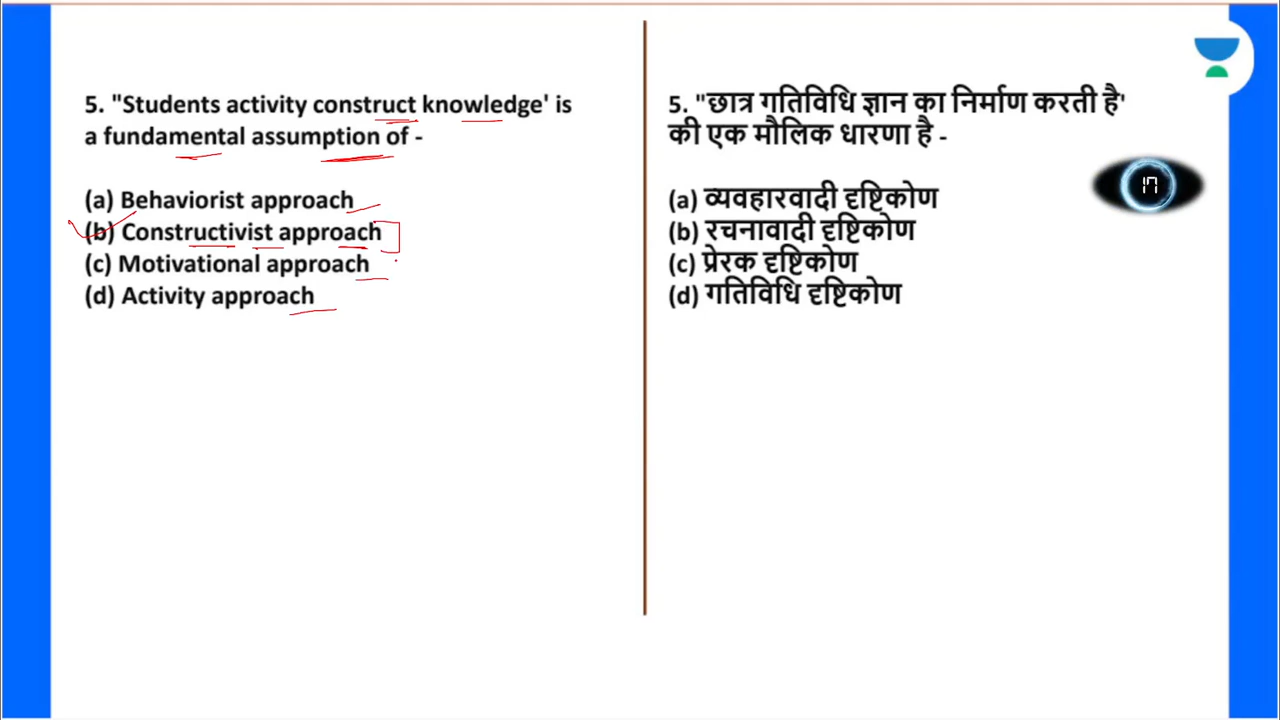 5. "Students activity construct knowledge' is
a fundamental assumption of -
(a) Behaviorist approach
(b) Constructivist approach
(c) Motivational approach
(d) Activity approach
5. "छात्र गतिविधि ज्ञान का निर्माण करती है'
की एक मौलिक धारणा है -
(a) व्यवहारवादी दृष्टिकोण
(b) रचनावादी दृष्टिकोण
(c) प्रेरक दृष्टिकोण
(d) गतिविधि दृष्टिकोण
17